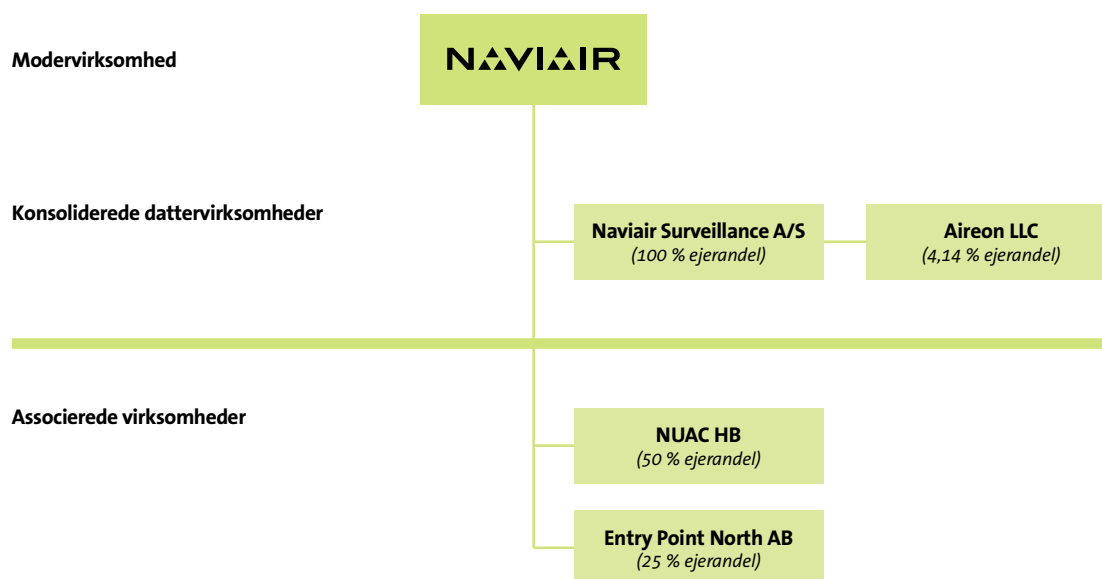 Modervirksomhed
NAVIAIR
Konsoliderede dattervirksomheder
Naviair Surveillance A/S
(100 % ejerandel)
Aireon LLC
(4,14 % ejerandel)
Associerede virksomheder
NUAC HB
(50 % ejerandel)
Entry Point North AB
(25 % ejerandel)